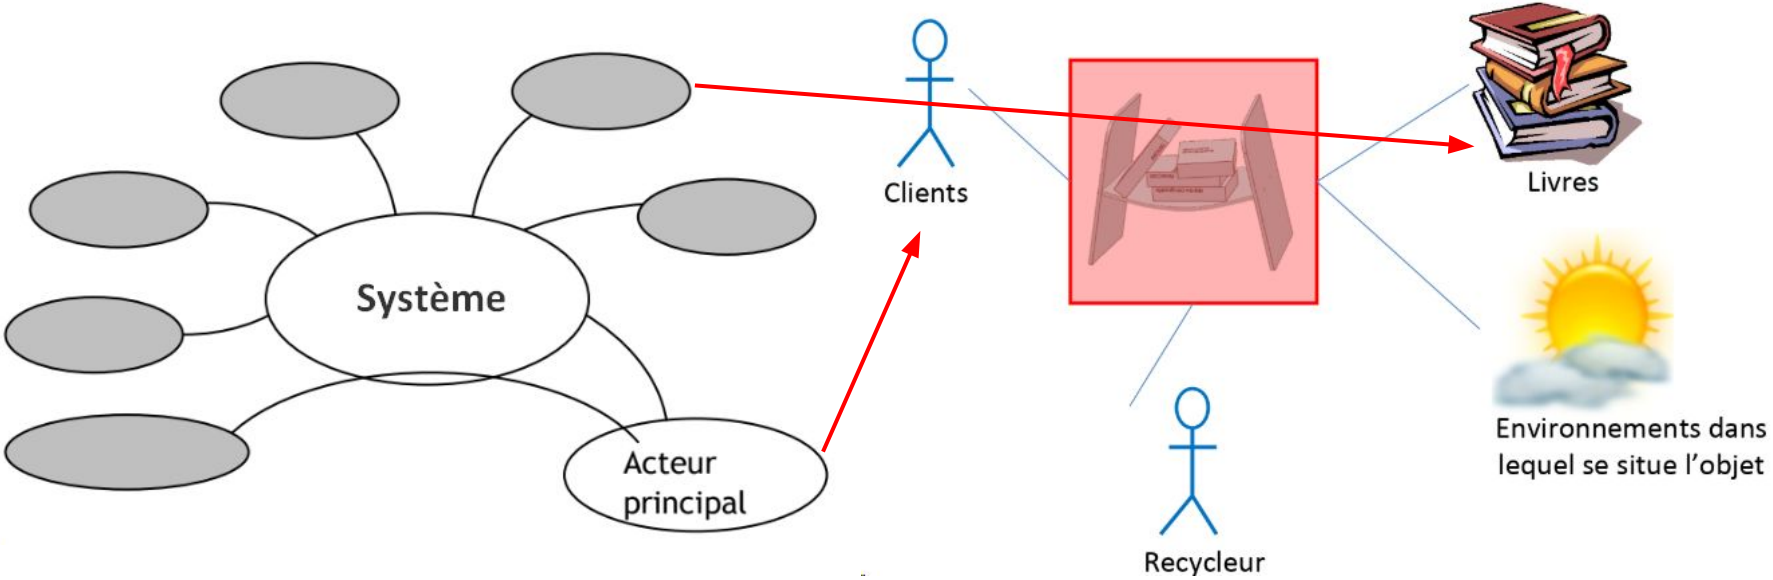 Système
Acteur
principal
Clients
Livres
Environnements dans
lequel se situe l'objet
Recycleur